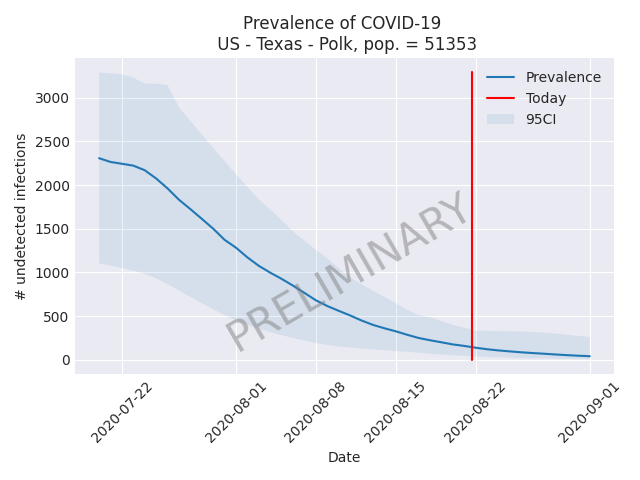 Prevalence of COVID-19
US - Texas - Polk, pop. = 51353
# undetected infections
3000
2500
2000
1500
1000
500
0
Prevalence
Today
95CI
PRELIMINARY
2020-07-22
2020-08-01
2020-08-08
2020-08-15
2020-08-22
2020-09-01
Date